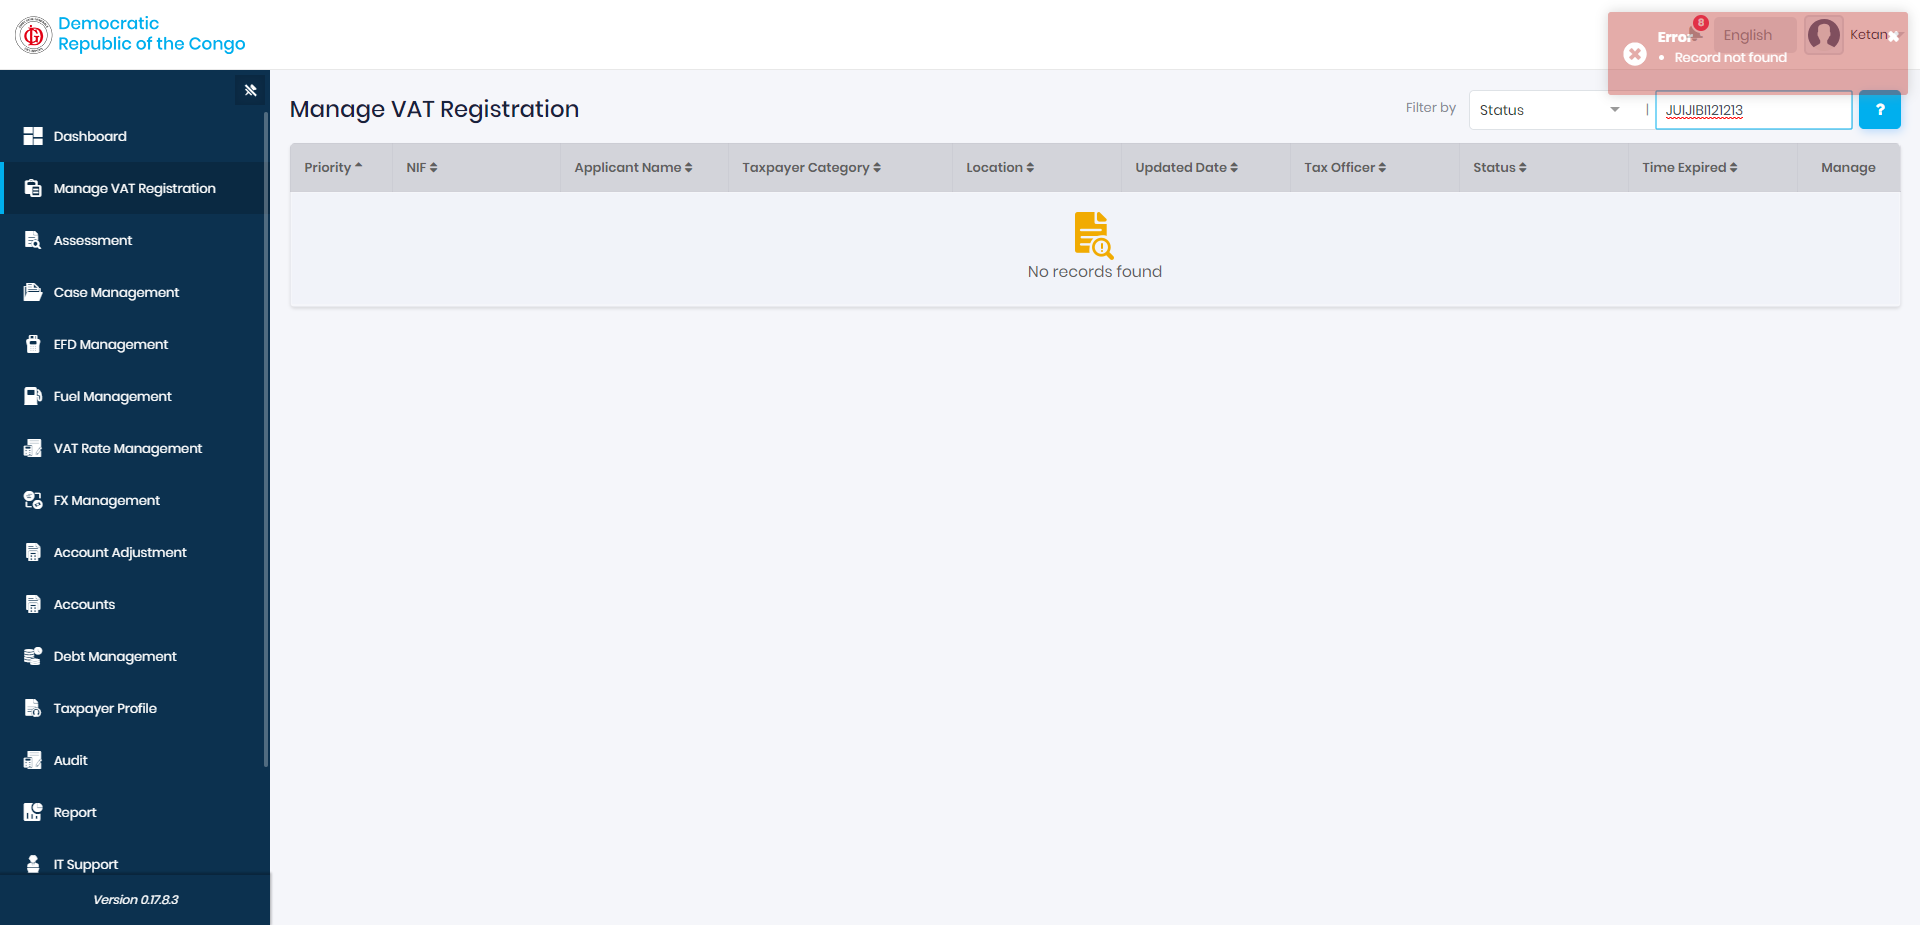 Democratic
Republic of the Congo
8
English
Ketan
Error
Record not found
Dashboard
Manage VAT Registration
Assessment
Case Management
EFD Management
Fuel Management
VAT Rate Management
FX Management
Account Adjustment
Accounts
Debt Management
Taxpayer Profile
Audit
Report
IT Support
Version 0.17.8.3
Manage VAT Registration
Filter by
Status
|
JUIJIBI121213
?
Priority NIF Applicant Name Taxpayer Category Location Updated Date Tax Officer Status Time Expired Manage
No records found